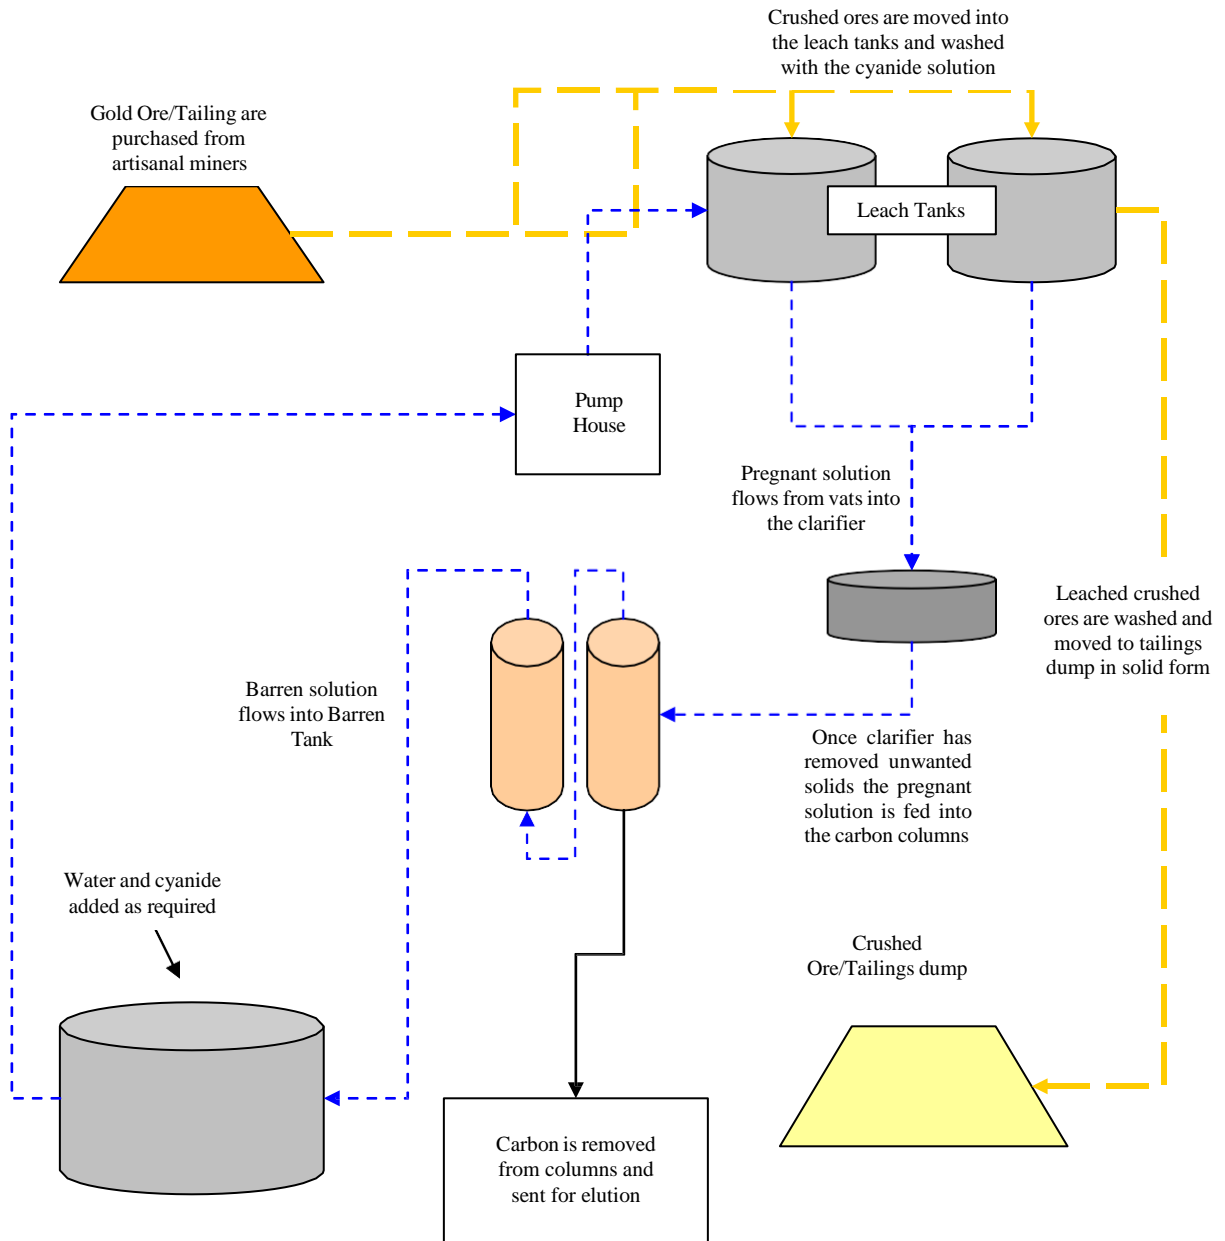 Crushed ores are moved into
the leach tanks and washed
with the cyanide solution
Gold Ore/Tailing are
purchased from
artisanal miners
Leach Tanks
Pump
House
Pregnant solution
flows from vats into
the clarifier
Leached crushed
ores are washed and
moved to tailings
dump in solid form
Barren solution
flows into Barren
Tank
Once clarifier has
removed unwanted
solids the pregnant
solution is fed into
the carbon columns
Water and cyanide
added as required
Crushed
Ore/Tailings dump
Carbon is removed
from columns and
sent for elution